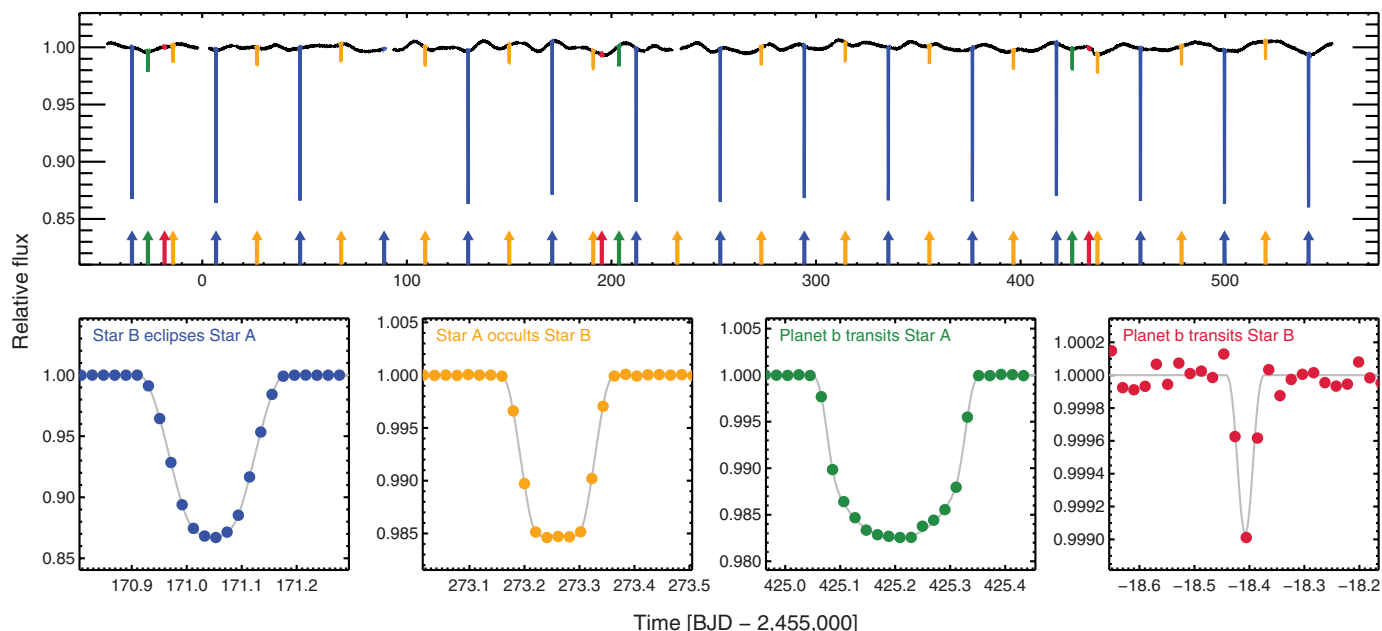 1.00
0.95
0.90
0.85
0 100 200 300 400 500
Relative flux
Star B eclipses Star A
1.00
0.95
0.90
0.85
170.9 171.0 171.1 171.2
Star A occults Star B
1.005
1.000
0.995
0.990
0.985
273.1 273.2 273.3 273.4 273.5
Planet b transits Star A
1.005
1.000
0.995
0.990
0.985
0.980
425.0 425.1 425.2 425.3 425.4
Planet b transits Star B
1.0002
1.0000
0.9998
0.9996
0.9994
0.9992
0.9990
−18.6 −18.5 −18.4 −18.3 −18.2
Time [BJD − 2,455,000]